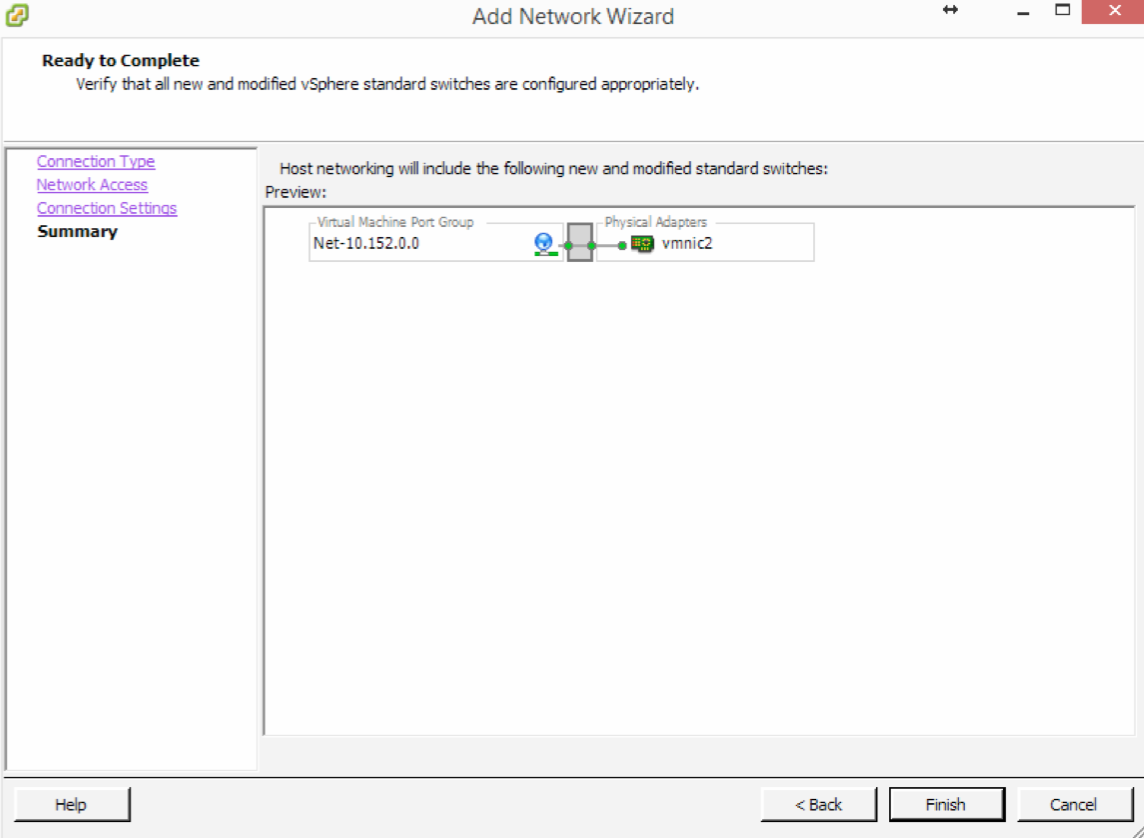 Add Network Wizard
Ready to Complete
Verify that all new and modified vSphere standard switches are configured appropriately.
Connection Type
Network Access
Connection Settings
Summary
Host networking will include the following new and modified standard switches:
Preview:
Virtual Machine Port Group
Physical Adapters
Net-10.152.0.0
vmnic2
Help
< Back
Finish
Cancel